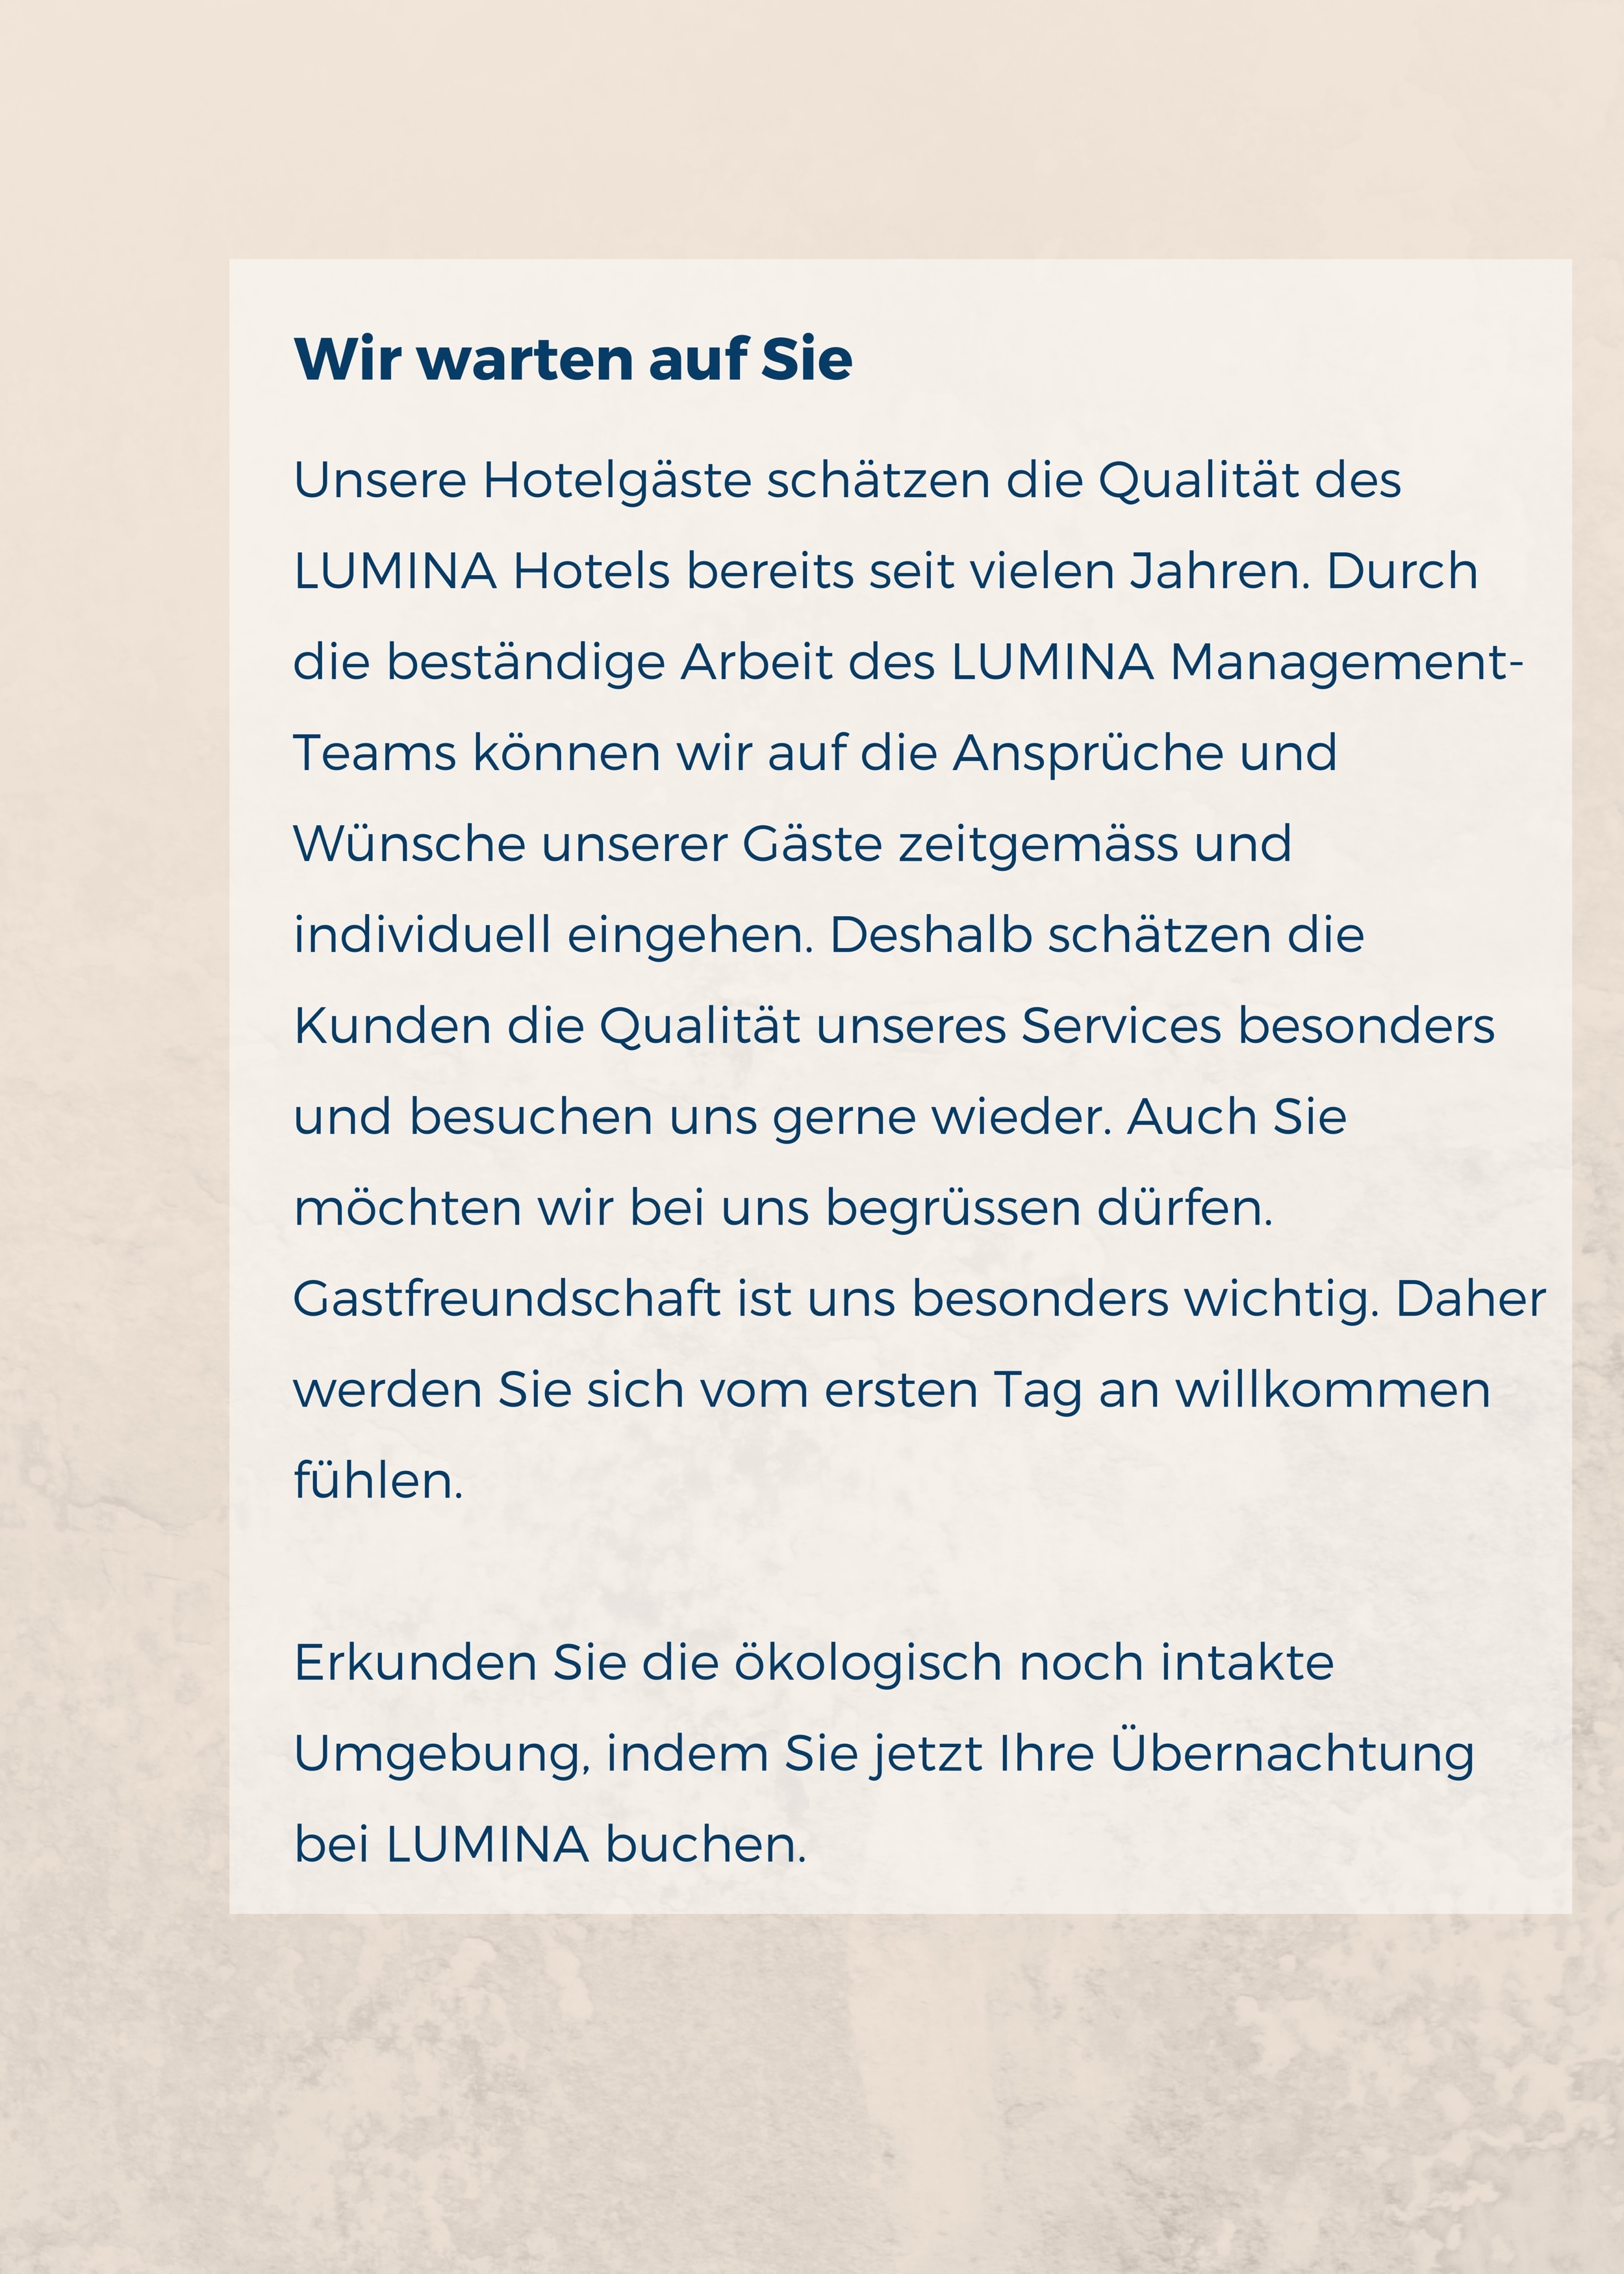 Wir warten auf Sie
Unsere Hotelgäste schätzen die Qualität des
LUMINA Hotels bereits seit vielen Jahren. Durch
die beständige Arbeit des LUMINA Management-
Teams können wir auf die Ansprüche und
Wünsche unserer Gäste zeitgemäss und
individuell eingehen. Deshalb schätzen die
Kunden die Qualität unseres Services besonders
und besuchen uns gerne wieder. Auch Sie
möchten wir bei uns begrüssen dürfen.
Gastfreundschaft ist uns besonders wichtig. Daher
werden Sie sich vom ersten Tag an willkommen
fühlen.
Erkunden Sie die ökologisch noch intakte
Umgebung, indem Sie jetzt Ihre Übernachtung
bei LUMINA buchen.